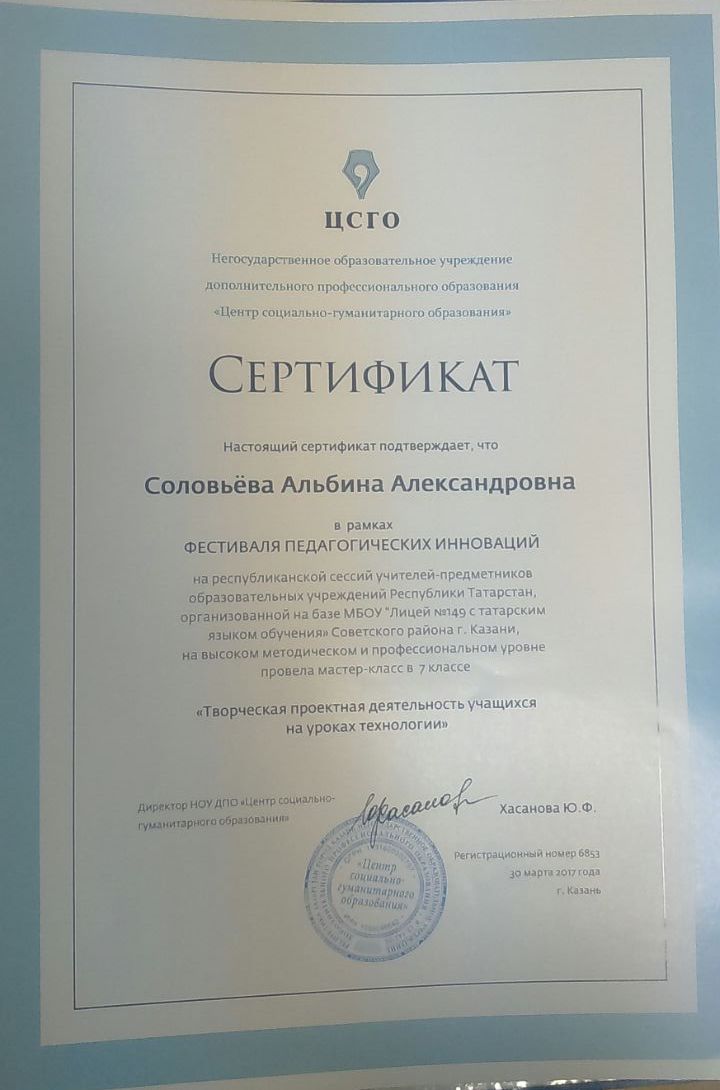 ЦСГО
Негосударственное образовательное учреждение
дополнительного профессионального образования
«Центр социально-гуманитарного образования»
Сертификат
Настоящий сертификат подтверждает, что
Соловьёва Альбина Александровна
в рамках
ФЕСТИВАЛЯ ПЕДАГОГИЧЕСКИХ ИННОВАЦИЙ
на республиканской сессий учителей-предметников
образовательных учреждений Республики Татарстан,
организованной на базе МБОУ "Лицей №149 с татарским
языком обучения» Советского района г. Казани,
на высоком методическом и профессиональном уровне
провела мастер-класс в 7 классе
«Творческая проектная деятельность учащихся
на уроках технологии»
Директор НОУ ДПО «Центр социально-
гуманитарного образования»
Хасанова Ю.Ф.
«Центр
социально-
гуманитарного
образования»
Регистрационный номер 6853
30 марта 2017 года
г. Казань